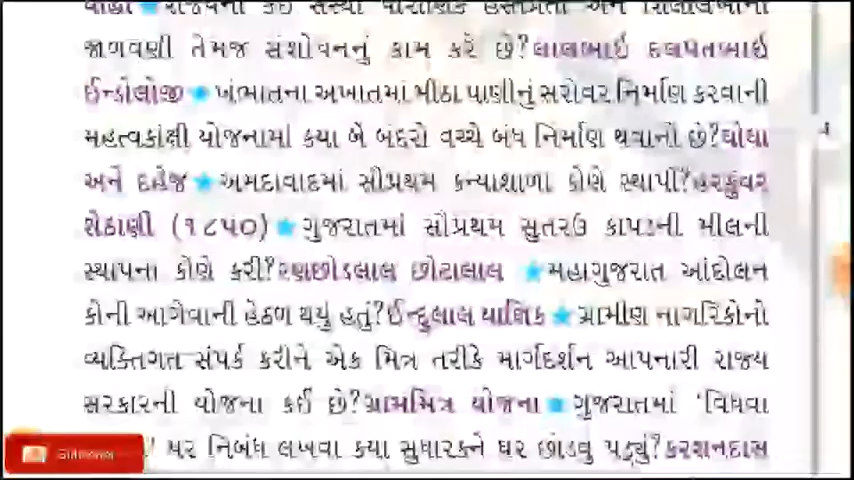 જાળવણી તેમજ સંશોધનનું કામ કરે છે?લાલભાઈ દલપતભાઈ
ઈન્ડોલોજી ★ ખંભાતના અખાતમાં મીઠા પાણીનું સરોવર નિર્માણ કરવાની
મહત્વકાંક્ષી યોજનામાં કયા બે બંદરો વચ્ચે બંધ નિર્માણ થવાનો છે?ઘોઘા
અને દહેજ ★ અમદાવાદમાં સૌપ્રથમ કન્યાશાળા કોણે સ્થાપી?હરકુંવર
શેઠાણી (૧૮૫૦) ★ ગુજરાતમાં સૌપ્રથમ સુતરઉ કાપડની મીલની
સ્થાપના કોણે કરી?રણછોડલાલ છોટાલાલ ★ મહાગુજરાત આંદોલન
કોની આગેવાની હેઠળ થયું હતું?ઈન્દુલાલ યાજ્ઞિક ★ ગ્રામીણ નાગરિકોનો
વ્યક્તિગત સંપર્ક કરીને એક મિત્ર તરીકે માર્ગદર્શન આપનારી રાજ્ય
સરકારની યોજના કઈ છે?ગ્રામમિત્ર યોજના ★ ગુજરાતમાં 'વિધવા
પર નિબંધ લખવા કયા સુધારકને ઘર છોડવુ પડ્યું?કરશનદાસ